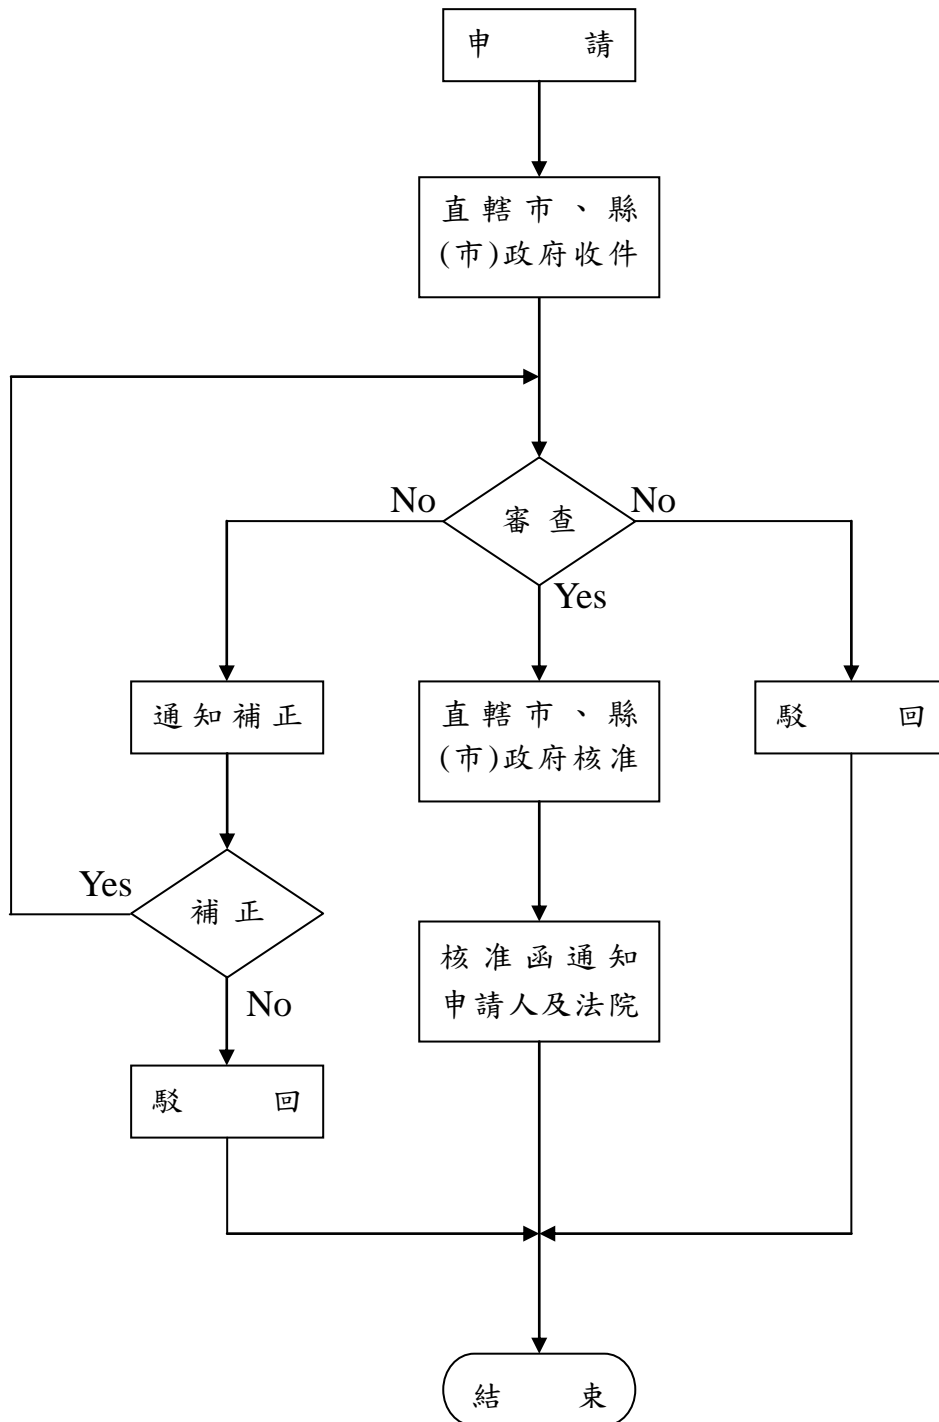 申請
直轄市、縣
(市)政府收件
No
審查
No
Yes
通知補正
直轄市、縣
(市)政府核准
駁回
Yes
補正
核准函通知
申請人及法院
No
駁回
結束